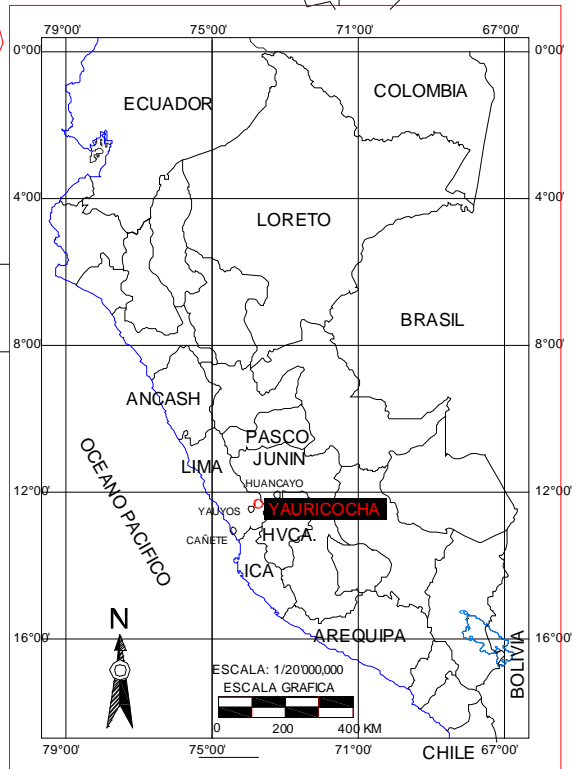 79°00' 75°00' 71°00' 67°00'
0°00' 0°00'
ECUADOR
COLOMBIA
4°00' 4°00'
LORETO
BRASIL
8°00' 8°00'
ANCASH
PASCO
JUNIN
LIMA
HUANCAYO
12°00' 12°00'
YAURICOCHA
YAUYOS
CAÑETE
HVCA.
OCEANO PACIFICO
ICA
N
AREQUIPA
16°00' 16°00'
BOLIVIA
ESCALA: 1/20'000,000
ESCALA GRAFICA
0 200 400 KM
79°00' 75°00' 71°00' 67°00'
CHILE